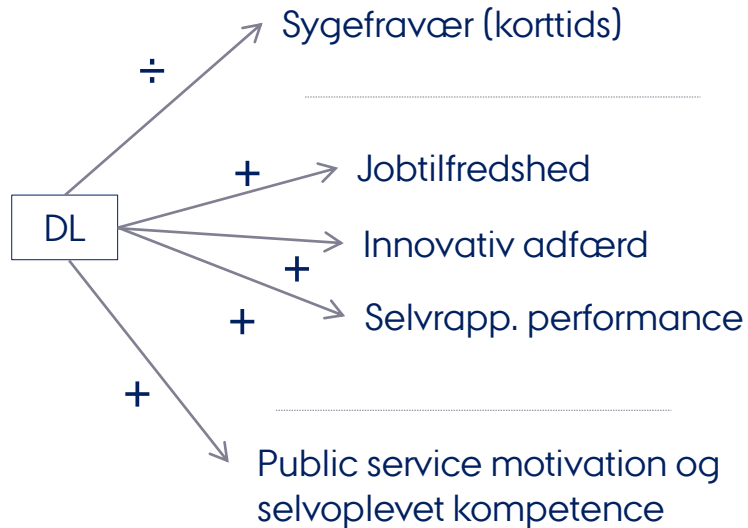 Sygefravær (korttids)
÷
+
Jobtilfredshed
DL
Innovativ adfærd
+
Selvrapp. performance
+
+
Public service motivation og
selvoplevet kompetence